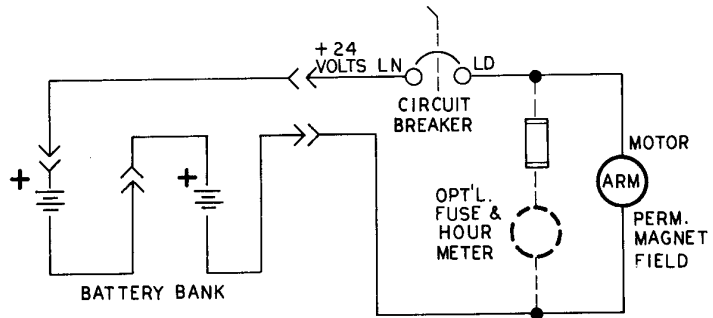 + 24
VOLTS LN
LD
CIRCUIT
BREAKER
MOTOR
+
+
ARM
OPT'L.
FUSE &
HOUR
METER
PERM.
MAGNET
FIELD
BATTERY BANK